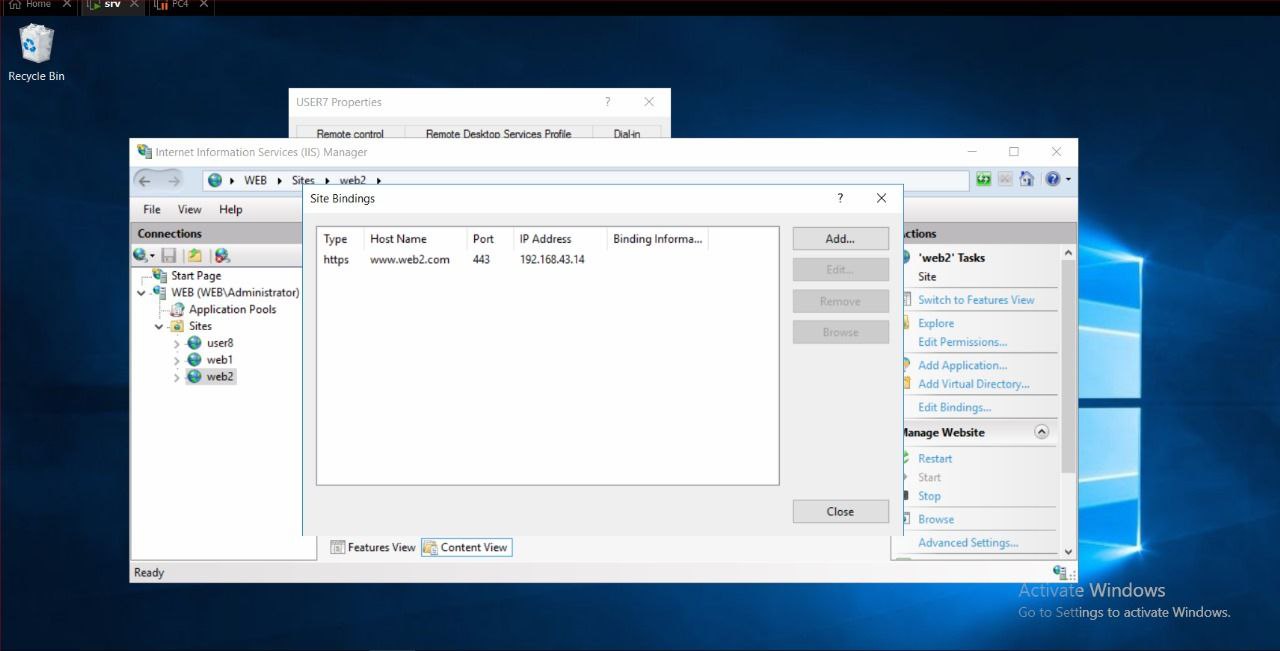 Home srv PC4
Recycle Bin
USER7 Properties ?
Remote control Remote Desktop Services Profile Dial-in
Internet Information Services (IIS) Manager
WEB Sites web2
File View Help
Connections
Start Page
WEB (WEB\Administrator)
Application Pools
Sites
user8
web1
web2
Site Bindings ?
Type Host Name Port IP Address Binding Informa...
https www.web2.com 443 192.168.43.14
Add...
Edit...
Remove
Browse
Close
Features View Content View
Actions
'web2' Tasks
Site
Switch to Features View
Explore
Edit Permissions...
Add Application...
Add Virtual Directory...
Edit Bindings...
Manage Website
Restart
Start
Stop
Browse
Advanced Settings...
Ready
Activate Windows
Go to Settings to activate Windows.